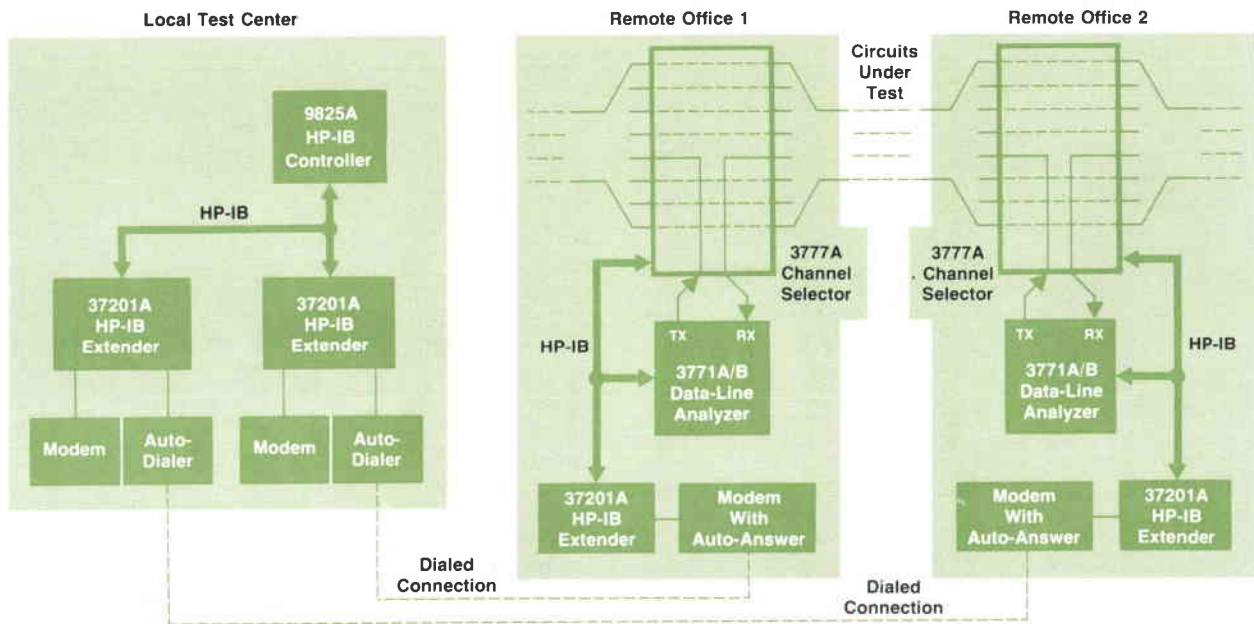 Local Test Center
9825A
HP-IB
Controller
HP-IB
37201A
HP-IB
Extender
37201A
HP-IB
Extender
Modem
Auto-
Dialer
Modem
Auto-
Dialer
Remote Office 1
Circuits
Under
Test
3777A
Channel
Selector
HP-IB
TX
RX
3771A/B
Data-Line
Analyzer
37201A
HP-IB
Extender
Modem
With
Auto-Answer
Remote Office 2
3777A
Channel
Selector
TX
RX
HP-IB
3771A/B
Data-Line
Analyzer
Modem
With
Auto-Answer
37201A
HP-IB
Extender
Dialed
Connection
Dialed
Connection